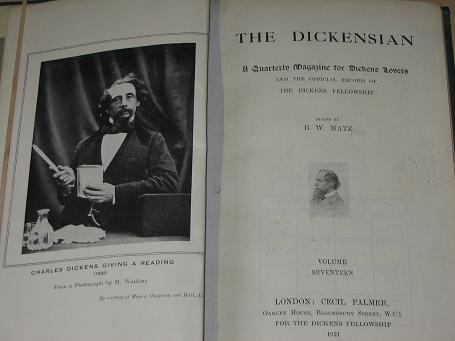 CHARLES DICKENS GIVING A READING
From a Photograph by H. Watkins
By courtesy of Messrs. Chapman and Hall,
THE DICKENSIAN
A Quarterly Magazine for Dickens Lovers
AND THE OFFICIAL RECORD OF
THE DICKENS FELLOWSHIP
EDITED BY
B. W. MATZ
VOLUME
SEVENTEEN
LONDON: CECIL PALMER,
OAKLEY HOUSE, BLOOMSBURY STREET, W.C.1
FOR THE DICKENS FELLOWSHIP
1921